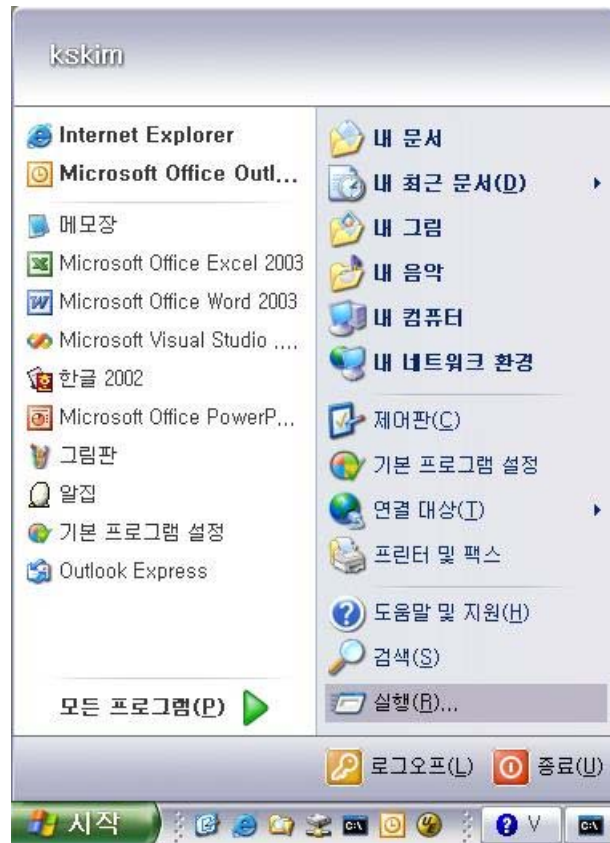 kskim
Internet Explorer
Microsoft Office Outl...
메모장
Microsoft Office Excel 2003
Microsoft Office Word 2003
Microsoft Visual Studio ....
한글 2002
Microsoft Office PowerP...
그림판
알집
기본 프로그램 설정
Outlook Express
모든 프로그램(P)
내 문서
내 최근 문서(D)
내 그림
내 음악
내 컴퓨터
내 네트워크 환경
제어판(C)
기본 프로그램 설정
연결 대상(T)
프린터 및 팩스
도움말 및 지원(H)
검색(S)
실행(R)...
로그오프(L) 종료(U)
시작 V